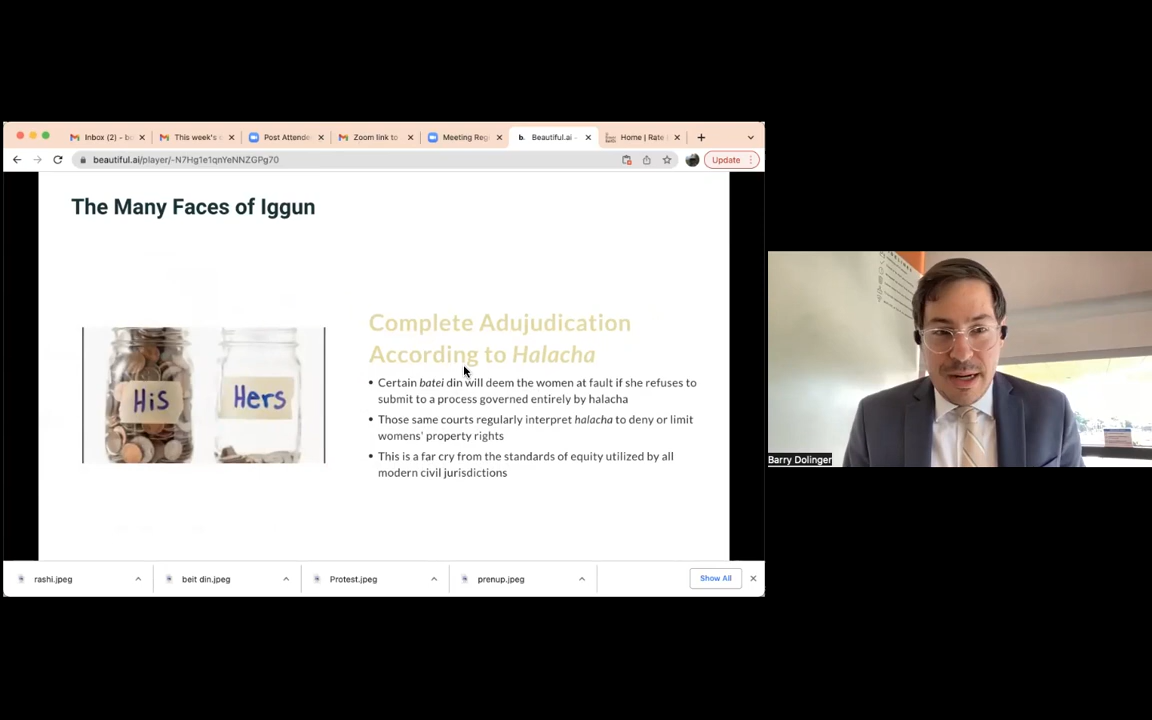 Inbox (2) - bo
This week's
Post Attende
Zoom link to
Meeting Reg
b. Beautiful.ai -
Home | Rate
beautiful.ai/player/-N7Hg1e1qnYeNNZGPg70
Update
The Many Faces of Iggun
His
Hers
Complete Adujudication
According to Halacha
• Certain batei din will deem the women at fault if she refuses to
submit to a process governed entirely by halacha
• Those same courts regularly interpret halacha to deny or limit
womens' property rights
• This is a far cry from the standards of equity utilized by all
modern civil jurisdictions
Barry Dolinger
rashi.jpeg
beit din.jpeg
Protest.jpeg
prenup.jpeg
Show All